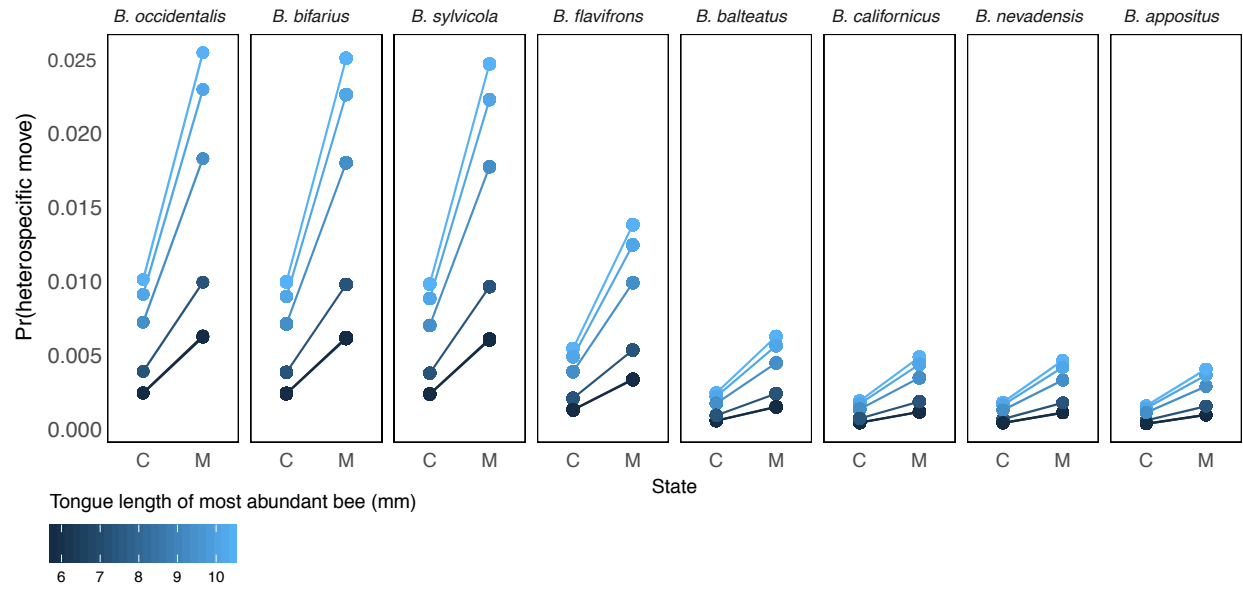 B. occidentalis B. bifarius B. sylvicola B. flavifrons B. balteatus B. californicus B. nevadensis B. appositus
Pr(heterospecific move)
0.025
0.020
0.015
0.010
0.005
0.000
C M C M C M C M C M C M C M C M
State
Tongue length of most abundant bee (mm)
6 7 8 9 10